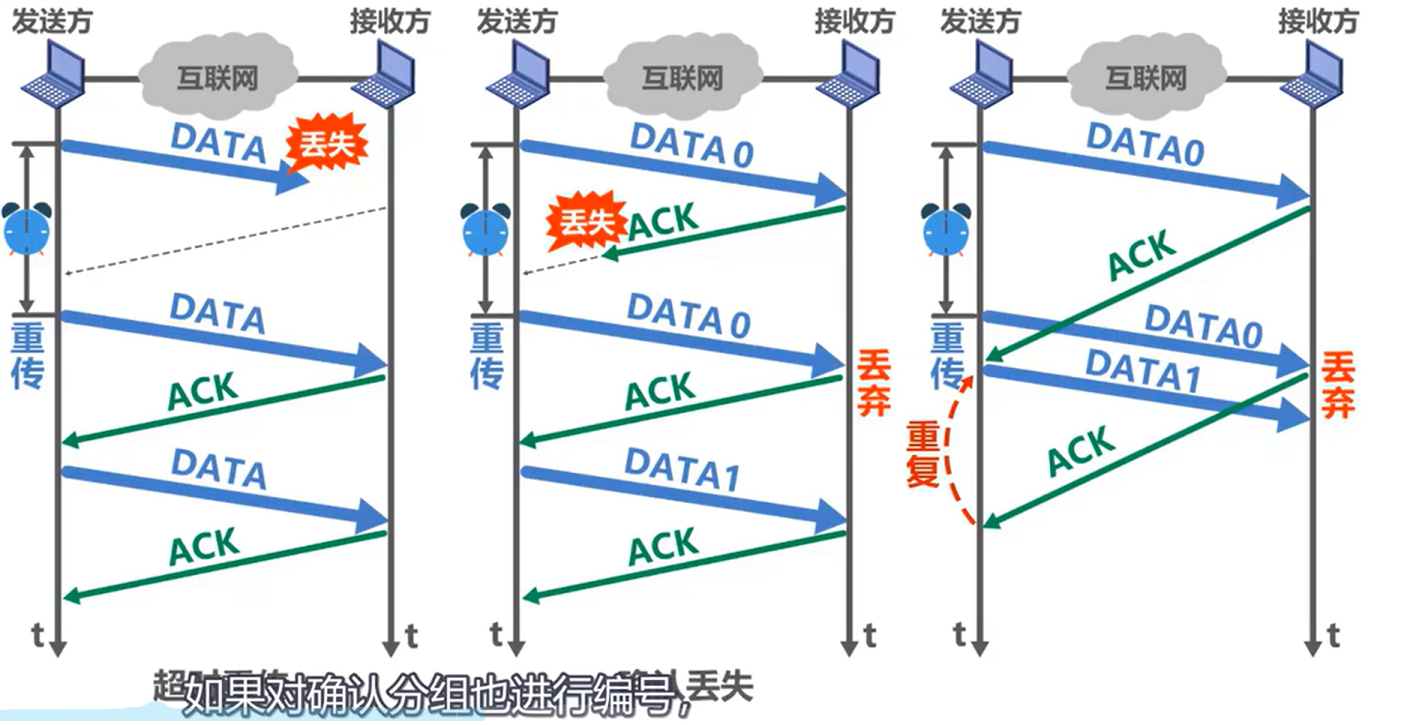 发送方
接收方
互联网
DATA
丢失
重传
DATA
ACK
DATA
ACK
t
t
发送方
接收方
互联网
DATA 0
丢失
ACK
重传
DATA 0
丢弃
ACK
DATA1
ACK
t
t
确认丢失
发送方
接收方
互联网
DATA0
ACK
重传
DATA0
DATA1
丢弃
重复
ACK
t
t
如果对确认分组也进行编号，